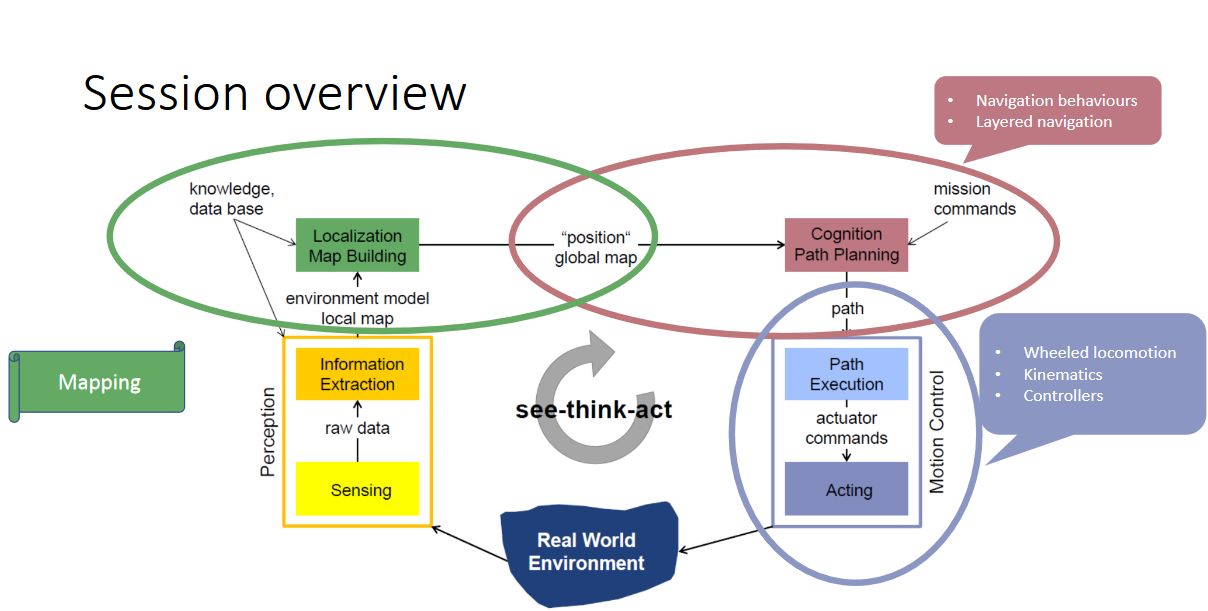 Session overview
• Navigation behaviours
• Layered navigation
knowledge,
data base
mission
commands
Localization
Map Building
“position“
global map
Cognition
Path Planning
environment model
local map
path
Mapping
Perception
Information
Extraction
raw data
Sensing
see-think-act
Path
Execution
actuator
commands
Acting
Motion Control
• Wheeled locomotion
• Kinematics
• Controllers
Real World
Environment